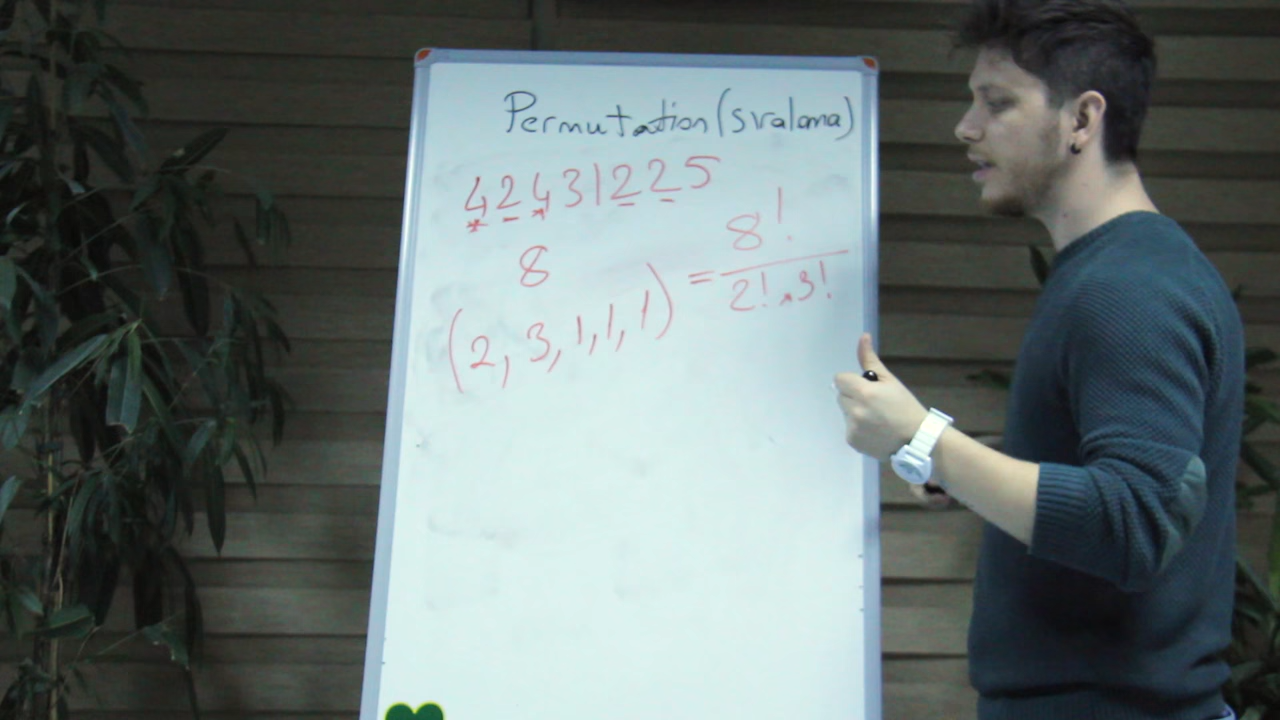 Permutation (sıralama)
42431225
8
(2, 3, 1, 1, 1) = 8! / 2! . 3!